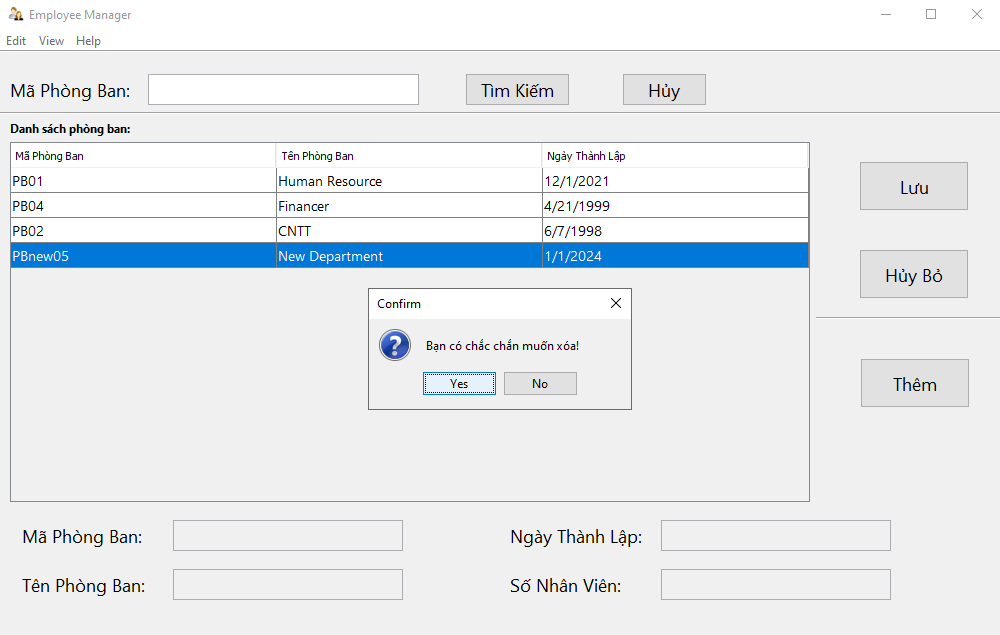 Employee Manager
Edit View Help
Mã Phòng Ban: Tìm Kiếm Hủy
Danh sách phòng ban:
Mã Phòng Ban Tên Phòng Ban Ngày Thành Lập
PB01 Human Resource 12/1/2021
PB04 Financer 4/21/1999
PB02 CNTT 6/7/1998
PBnew05 New Department 1/1/2024
Lưu
Hủy Bỏ
Thêm
Confirm
Bạn có chắc chắn muốn xóa!
Yes No
Mã Phòng Ban: Ngày Thành Lập:
Tên Phòng Ban: Số Nhân Viên: